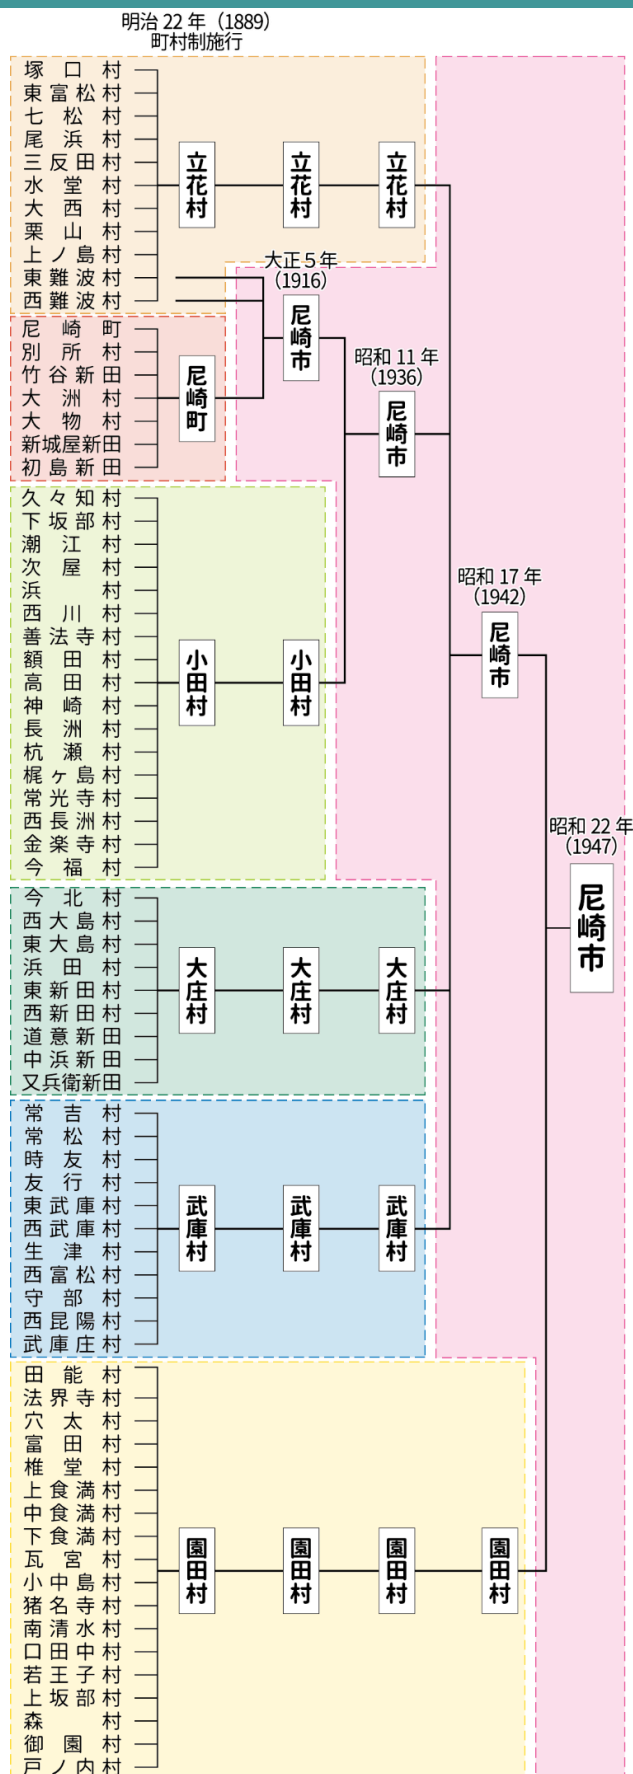 明治 22 年（1889）
町村制施行
塚口村
東富松村
七松村
尾浜村
三反田村
水堂村
大西村
栗山村
上ノ島村
東難波村
西難波村
立花村
立花村
立花村
大正 5 年
（1916）
尼崎市
尼崎町
別所村
竹谷新田
大洲村
大物村
新城屋新田
初島新田
尼崎町
昭和 11 年
（1936）
尼崎市
久々知村
下坂部村
潮江村
次屋村
浜村
西川村
善法寺村
額田村
高田村
神崎村
長洲村
杭瀬村
梶ヶ島村
常光寺村
西長洲村
金楽寺村
今福村
小田村
小田村
昭和 17 年
（1942）
尼崎市
昭和 22 年
（1947）
尼崎市
今北村
西大島村
東大島村
浜田村
東新田村
西新田村
道意新田
中浜新田
又兵衛新田
大庄村
大庄村
大庄村
常吉村
常松村
時友村
友行村
東武庫村
西武庫村
生津村
西富松村
守部村
西昆陽村
武庫庄村
武庫村
武庫村
武庫村
田能村
法界寺村
穴太村
富田村
椎堂村
上食満村
中食満村
下食満村
瓦宮村
小中島村
猪名寺村
南清水村
口田中村
若王子村
上坂部村
森村
御園村
戸ノ内村
園田村
園田村
園田村
園田村